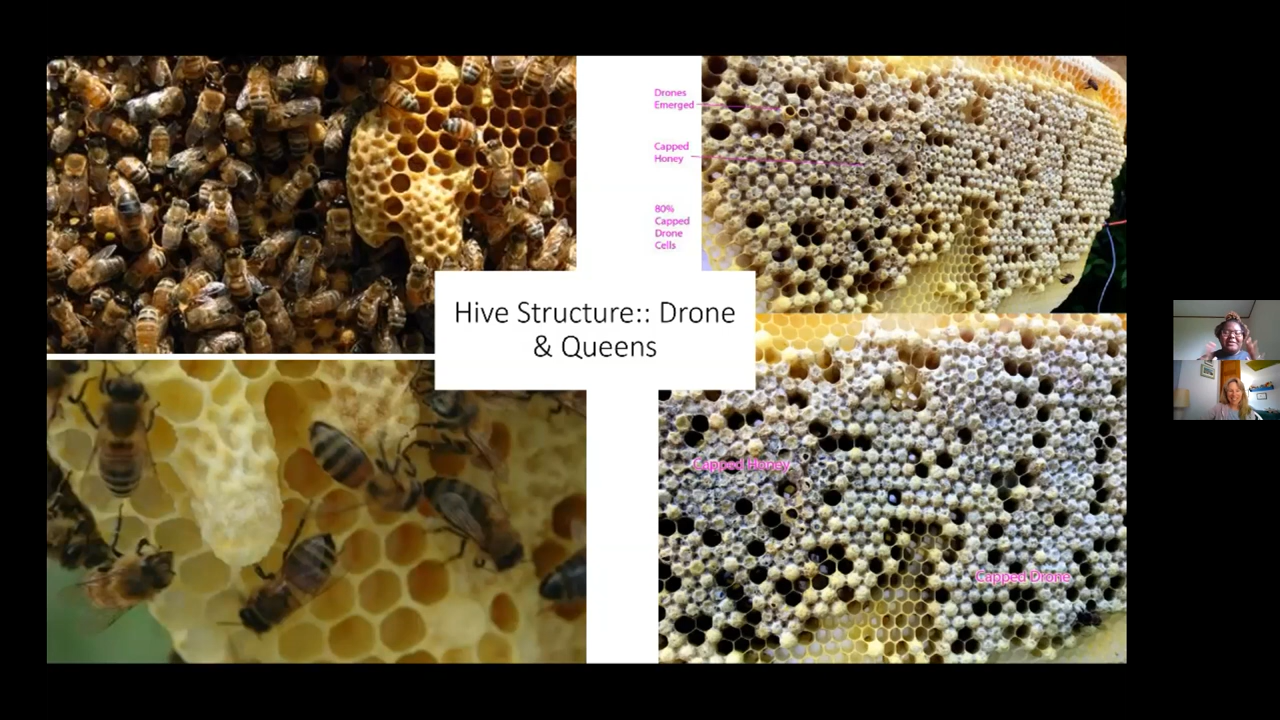 Drones
Emerged
Capped
Honey
80%
Capped
Drone
Cells
Hive Structure:: Drone
& Queens
Capped Honey
Capped Drone